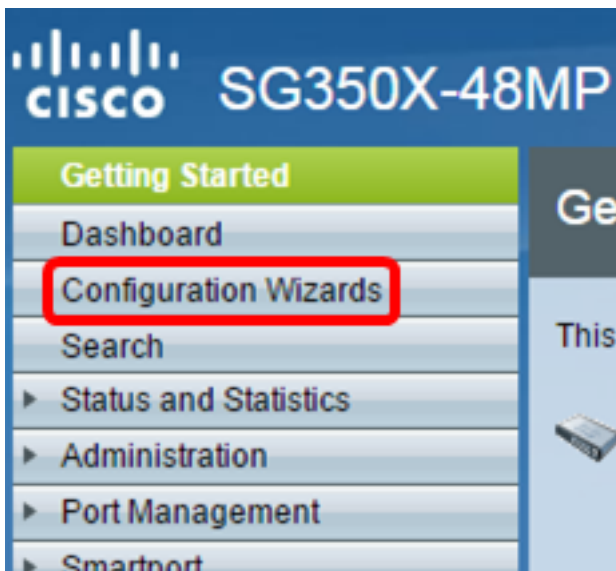 CISCO SG350X-48MP
Getting Started
Dashboard
Configuration Wizards
Search
Status and Statistics
Administration
Port Management
Smartport
Ge
This